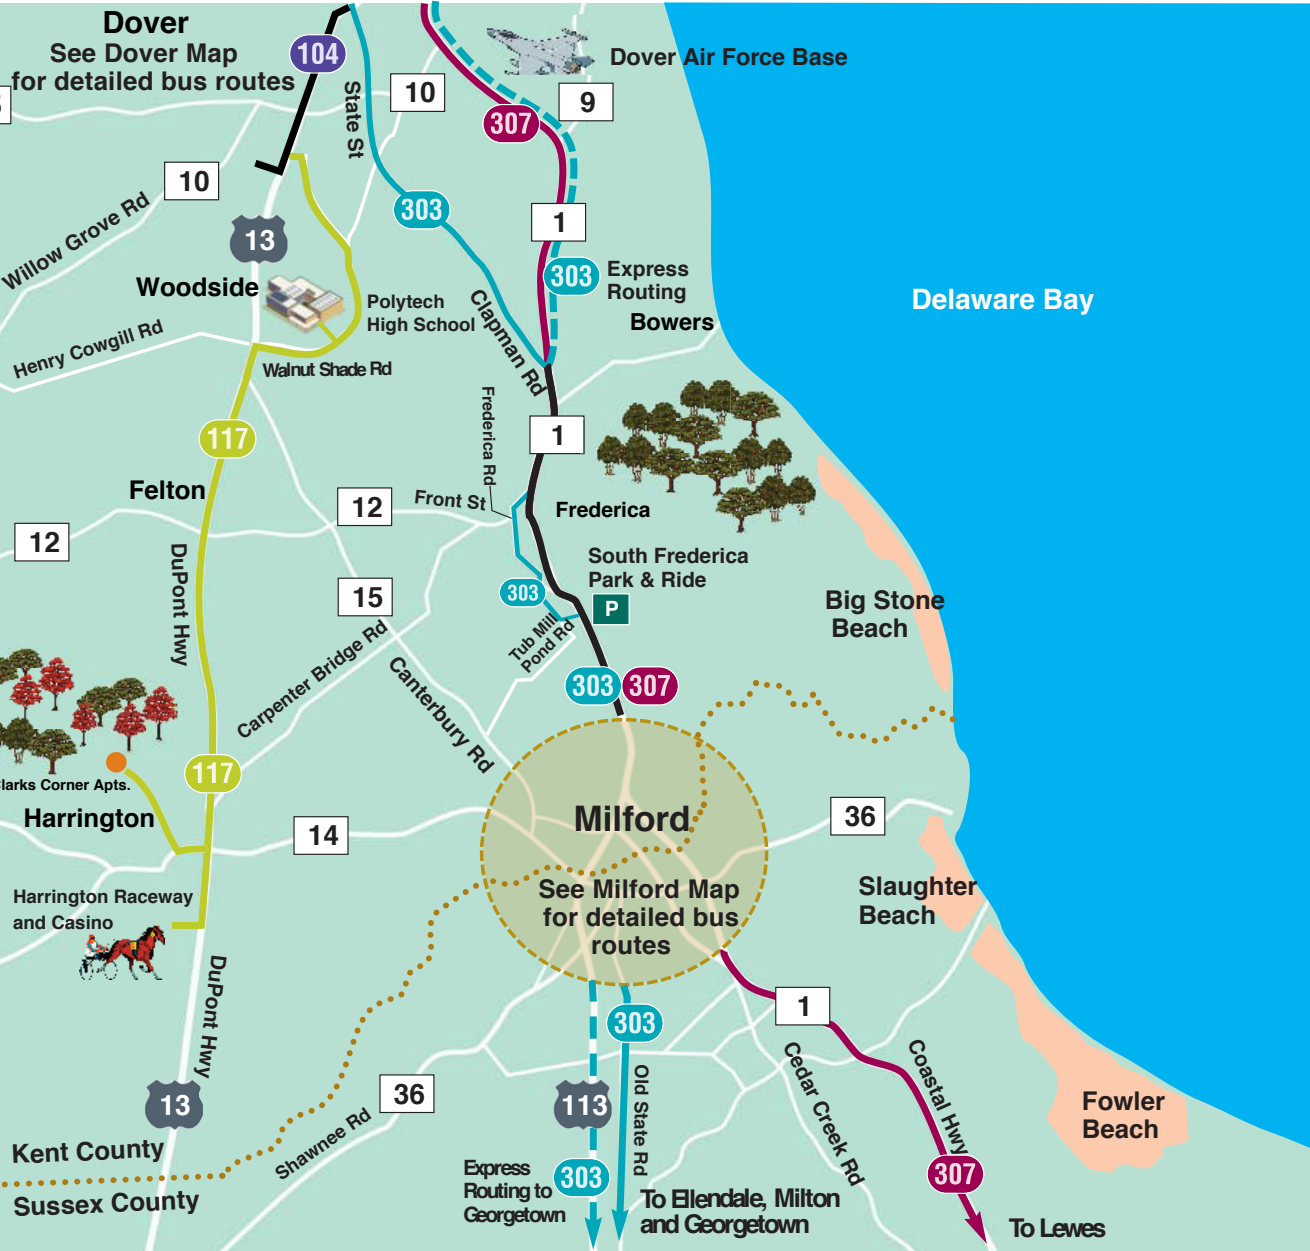 Dover
See Dover Map
for detailed bus routes
104
State St
10
307
Dover Air Force Base
9
10
Willow Grove Rd
13
303
1
303
Express
Routing
Bowers
Delaware Bay
Woodside
Polytech
High School
Clapman Rd
Henry Cowgill Rd
Walnut Shade Rd
Frederica Rd
117
1
Felton
12
Front St
Frederica
12
DuPont Hwy
South Frederica
Park & Ride
P
15
303
Tub Mill
Pond Rd
Big Stone
Beach
Carpenter Bridge Rd
Canterbury Rd
303
307
117
Clarks Corner Apts.
Harrington
14
Milford
36
See Milford Map
for detailed bus
routes
Slaughter
Beach
Harrington Raceway
and Casino
DuPont Hwy
1
303
Cedar Creek Rd
Coastal Hwy
Old State Rd
13
36
113
Fowler
Beach
Shawnee Rd
Kent County
Sussex County
Express
Routing to
Georgetown
303
307
To Ellendale, Milton
and Georgetown
To Lewes